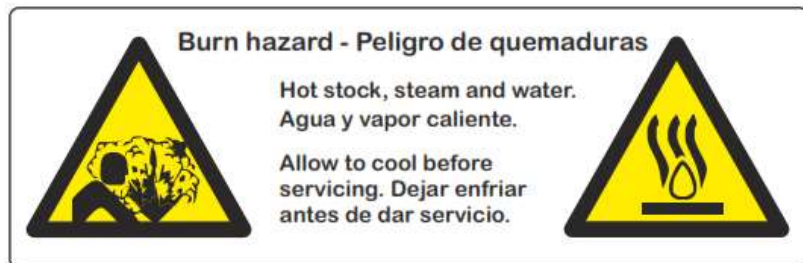 Burn hazard - Peligro de quemaduras
Hot stock, steam and water.
Agua y vapor caliente.
Allow to cool before
servicing. Dejar enfriar
antes de dar servicio.